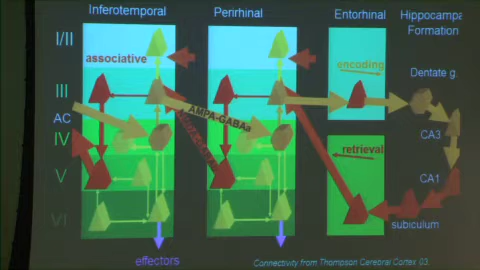 Inferotemporal
Perirhinal
Entorhinal
Hippocampa
Formation
I/II
associative
encoding
Dentate g.
III
AC
AMPA-GABAa
CA3
IV
retrieval
V
CA1
VI
subiculum
effectors
Connectivity from Thompson Cerebral Cortex 03